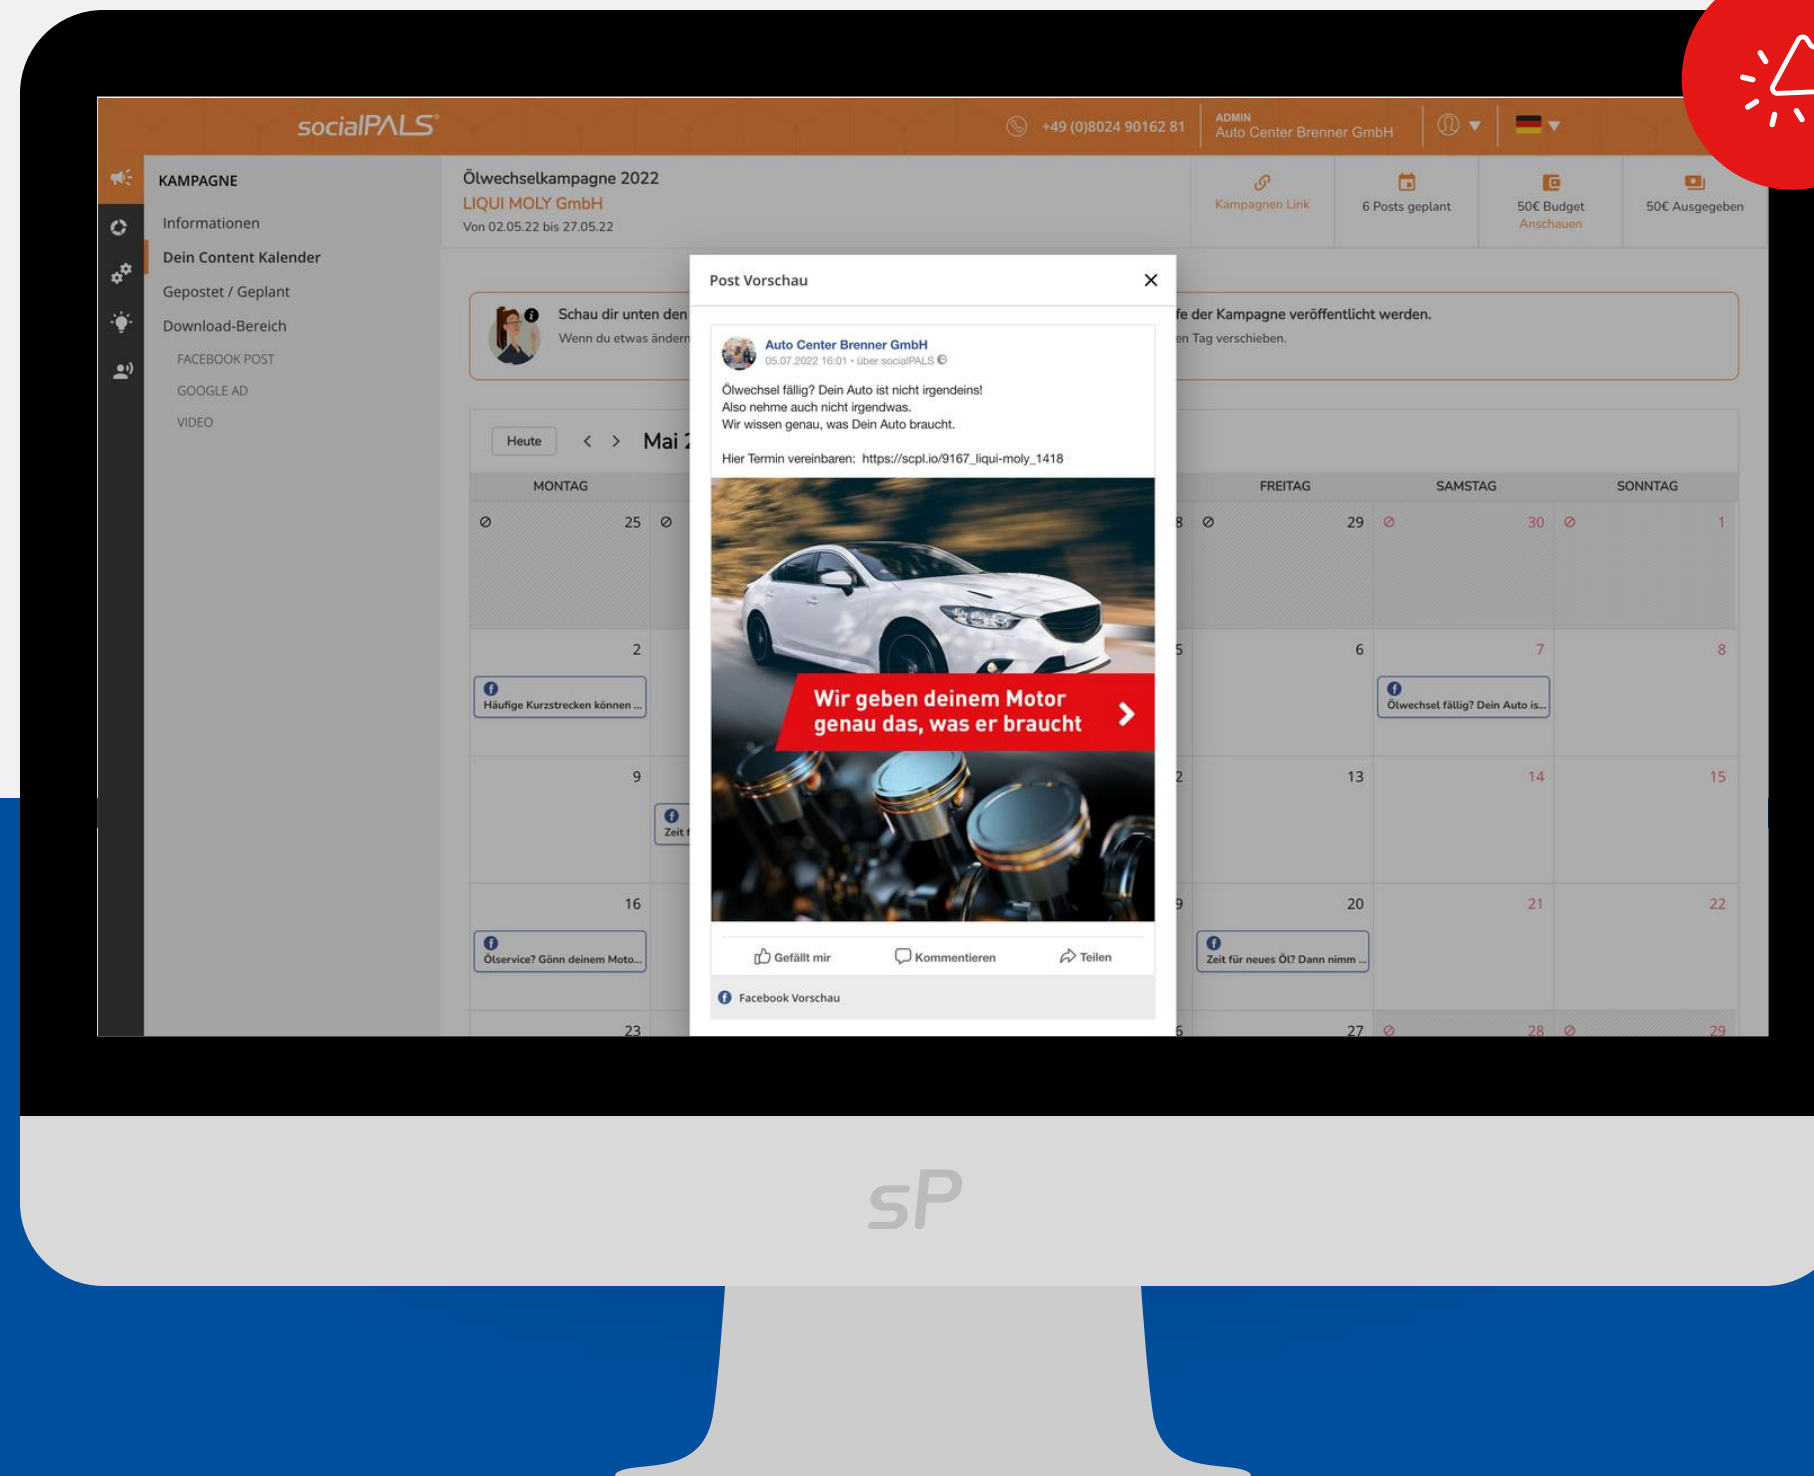 socialPALS®
+49 (0)8024 90162 81
ADMIN
Auto Center Brenner GmbH
KAMPAGNE
Informationen
Dein Content Kalender
Gepostet / Geplant
Download-Bereich
FACEBOOK POST
GOOGLE AD
VIDEO
Ölwechselkampagne 2022
LIQUI MOLY GmbH
Von 02.05.22 bis 27.05.22
Kampagnen Link
6 Posts geplant
50€ Budget
Anschauen
50€ Ausgegeben
Schau dir unten den
der Kampagne veröffentlicht werden.
Wenn du etwas ändern
Tag verschieben.
Heute
Mai
MONTAG
FREITAG
SAMSTAG
SONNTAG
25
8
29
30
1
2
5
6
7
8
Häufige Kurzstrecken können ...
Ölwechsel fällig? Dein Auto is...
9
2
13
14
15
Zeit
16
9
20
21
22
Ölservice? Gönn deinem Moto...
Zeit für neues Öl? Dann nimm ...
23
6
27
28
29
Post Vorschau
Auto Center Brenner GmbH
05.07.2022 16:01 • über socialPALS
Ölwechsel fällig? Dein Auto ist nicht irgendeins!
Also nehme auch nicht irgendwas.
Wir wissen genau, was Dein Auto braucht.
Hier Termin vereinbaren: https://scpl.io/9167_liqui-moly_1418
Wir geben deinem Motor
genau das, was er braucht
Gefällt mir
Kommentieren
Teilen
Facebook Vorschau
sP